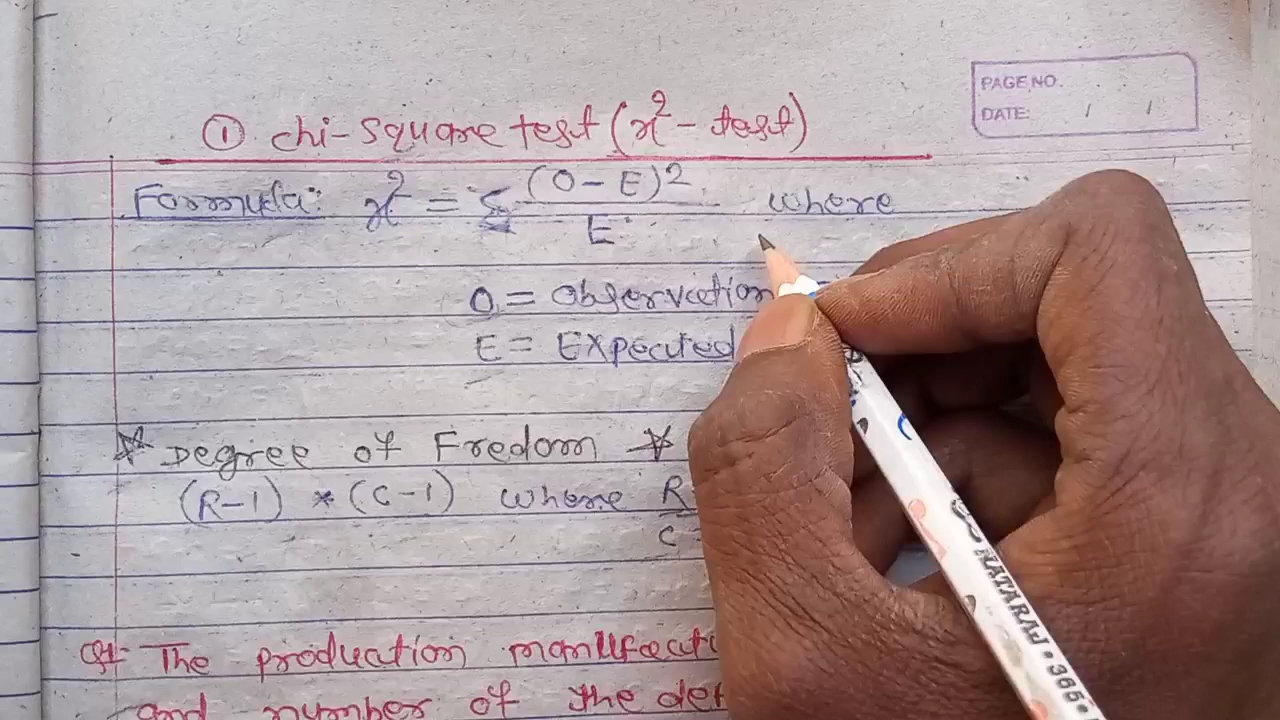 PAGE NO.
DATE: / /
① chi-square test (x² - test)
Formula: x² = Σ (O - E)² / E where
O = Observation
E = Expected
☆ Degree of Fredom ☆
(R-1) * (C-1) where R
C
Q1- The production
and number of the def
NATARAJ • 365 •